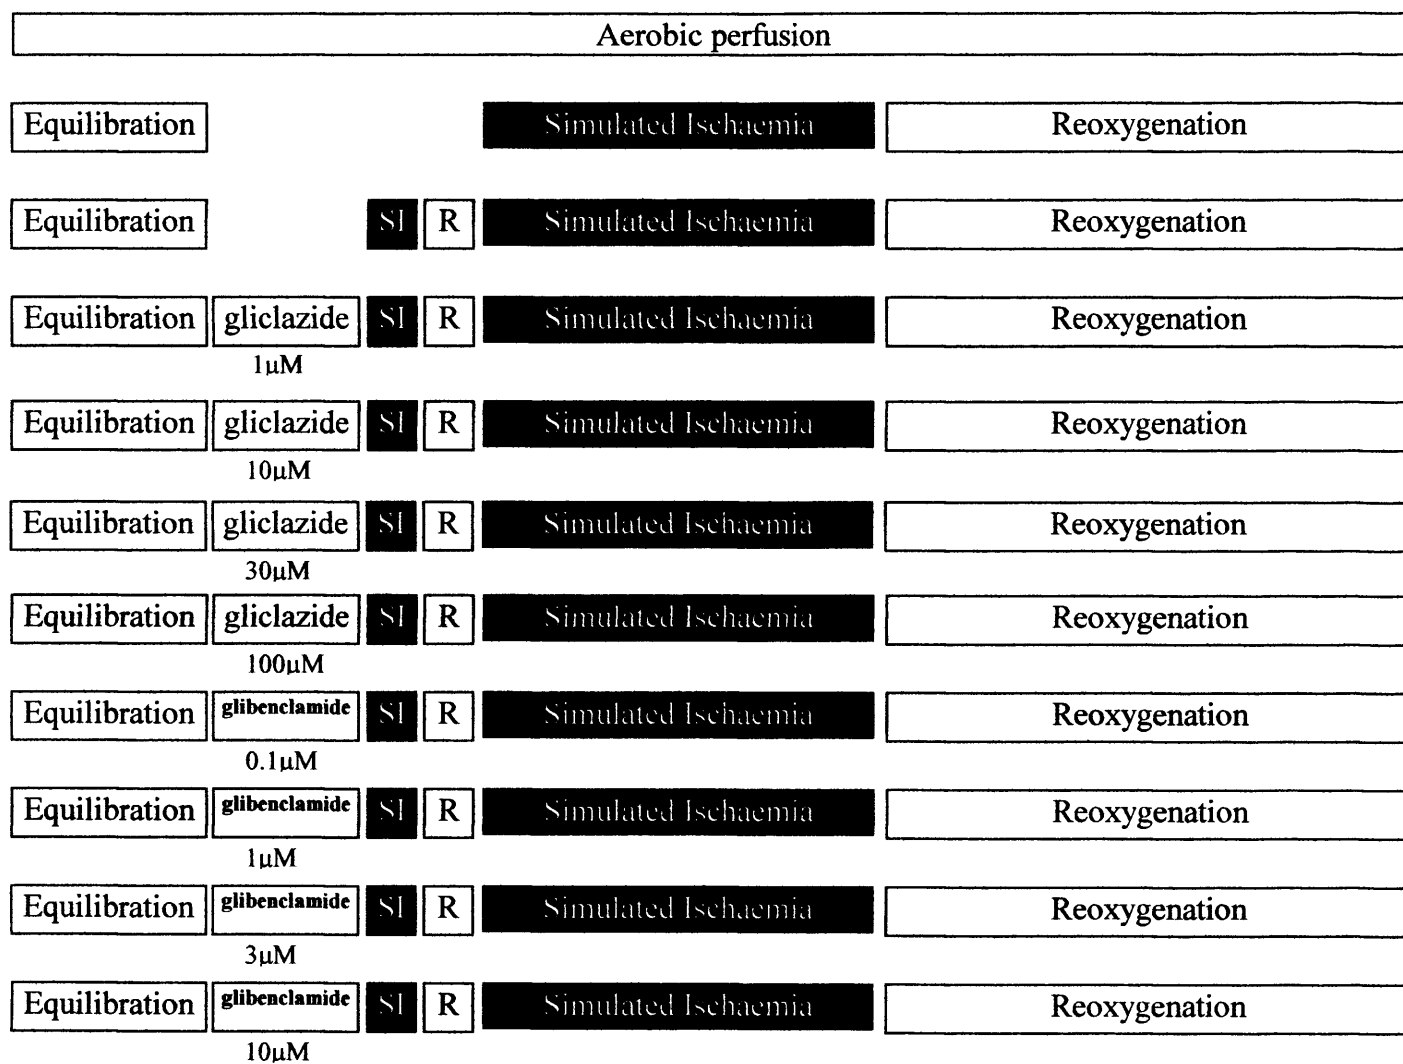 Aerobic perfusion
Equilibration Simulated Ischaemia Reoxygenation
Equilibration SI R Simulated Ischaemia Reoxygenation
Equilibration gliclazide SI R Simulated Ischaemia Reoxygenation
1μM
Equilibration gliclazide SI R Simulated Ischaemia Reoxygenation
10μM
Equilibration gliclazide SI R Simulated Ischaemia Reoxygenation
30μM
Equilibration gliclazide SI R Simulated Ischaemia Reoxygenation
100μM
Equilibration glibenclamide SI R Simulated Ischaemia Reoxygenation
0.1μM
Equilibration glibenclamide SI R Simulated Ischaemia Reoxygenation
1μM
Equilibration glibenclamide SI R Simulated Ischaemia Reoxygenation
3μM
Equilibration glibenclamide SI R Simulated Ischaemia Reoxygenation
10μM